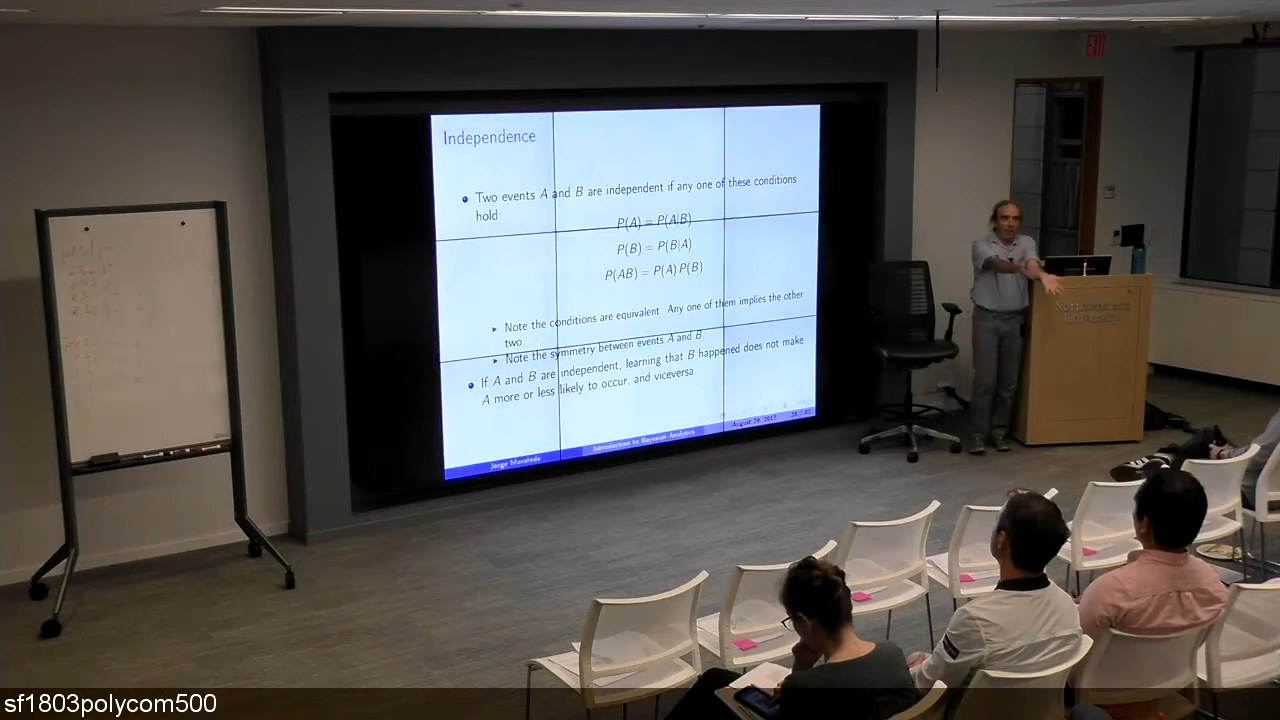 EXIT
Independence
• Two events A and B are independent if any one of these conditions
hold:
P(A) = P(A|B)
P(B) = P(B|A)
P(AB) = P(A)P(B)
▸ Note the conditions are equivalent. Any one of them implies the other
two.
▸ Note the symmetry between events A and B
• If A and B are independent, learning that B happened does not make
A more or less likely to occur, and viceversa.
Jorge Moraleda
Introduction to Bayesian Analytics
August 29, 2017
Northwestern
University
sf1803polycom500